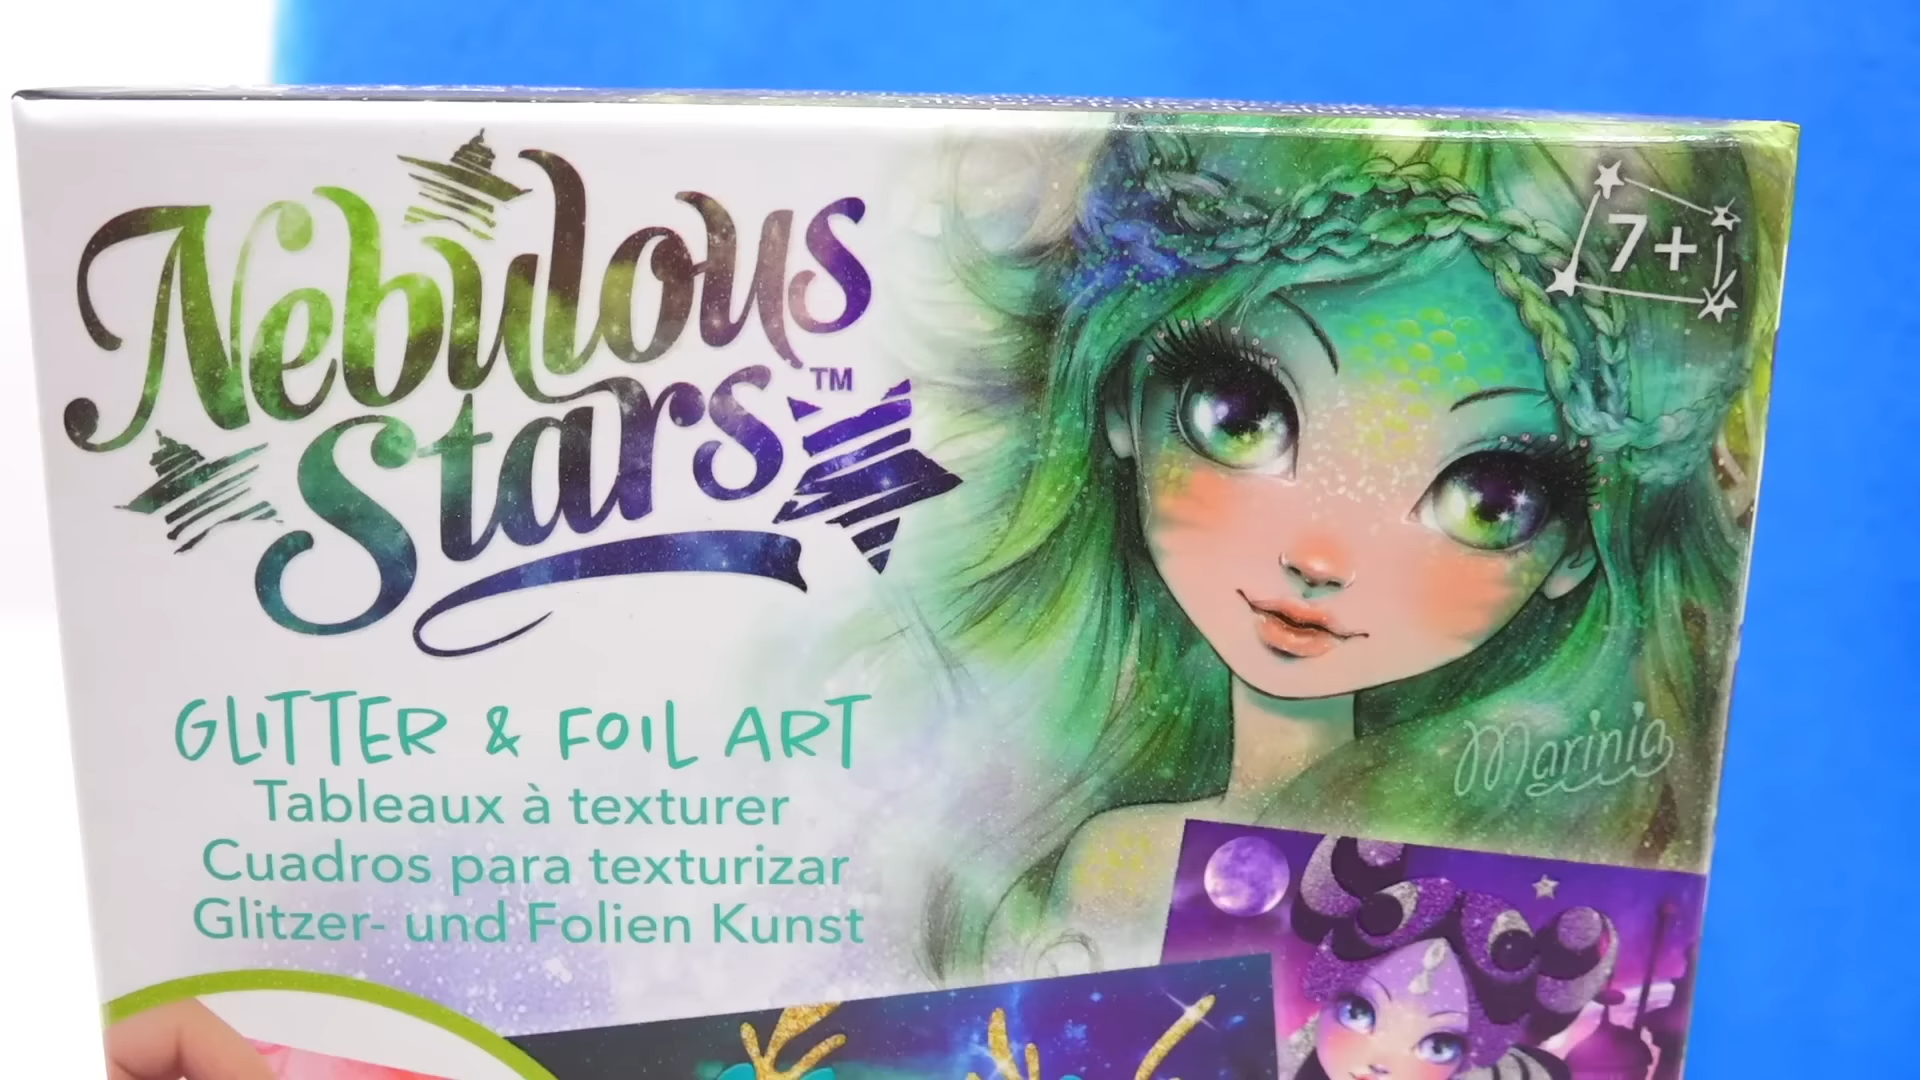 Nebulous
Stars™
7+
GLITTER & FOIL ART
Tableaux à texturer
Cuadros para texturizar
Glitzer- und Folien Kunst
Marinia